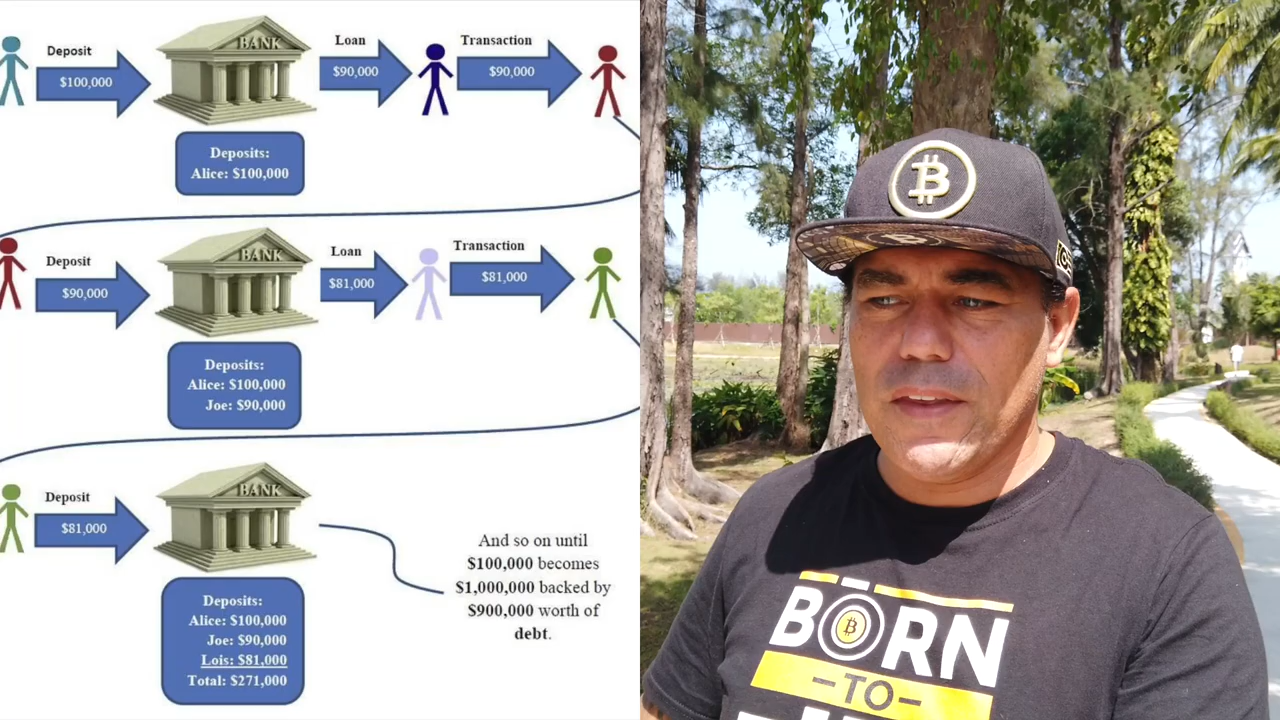 Deposit
$100,000
BANK
Loan
$90,000
Transaction
$90,000
Deposits:
Alice: $100,000
Deposit
$90,000
BANK
Loan
$81,000
Transaction
$81,000
Deposits:
Alice: $100,000
Joe: $90,000
Deposit
$81,000
BANK
Deposits:
Alice: $100,000
Joe: $90,000
Lois: $81,000
Total: $271,000
And so on until
$100,000 becomes
$1,000,000 backed by
$900,000 worth of
debt.
BORN
-TO-